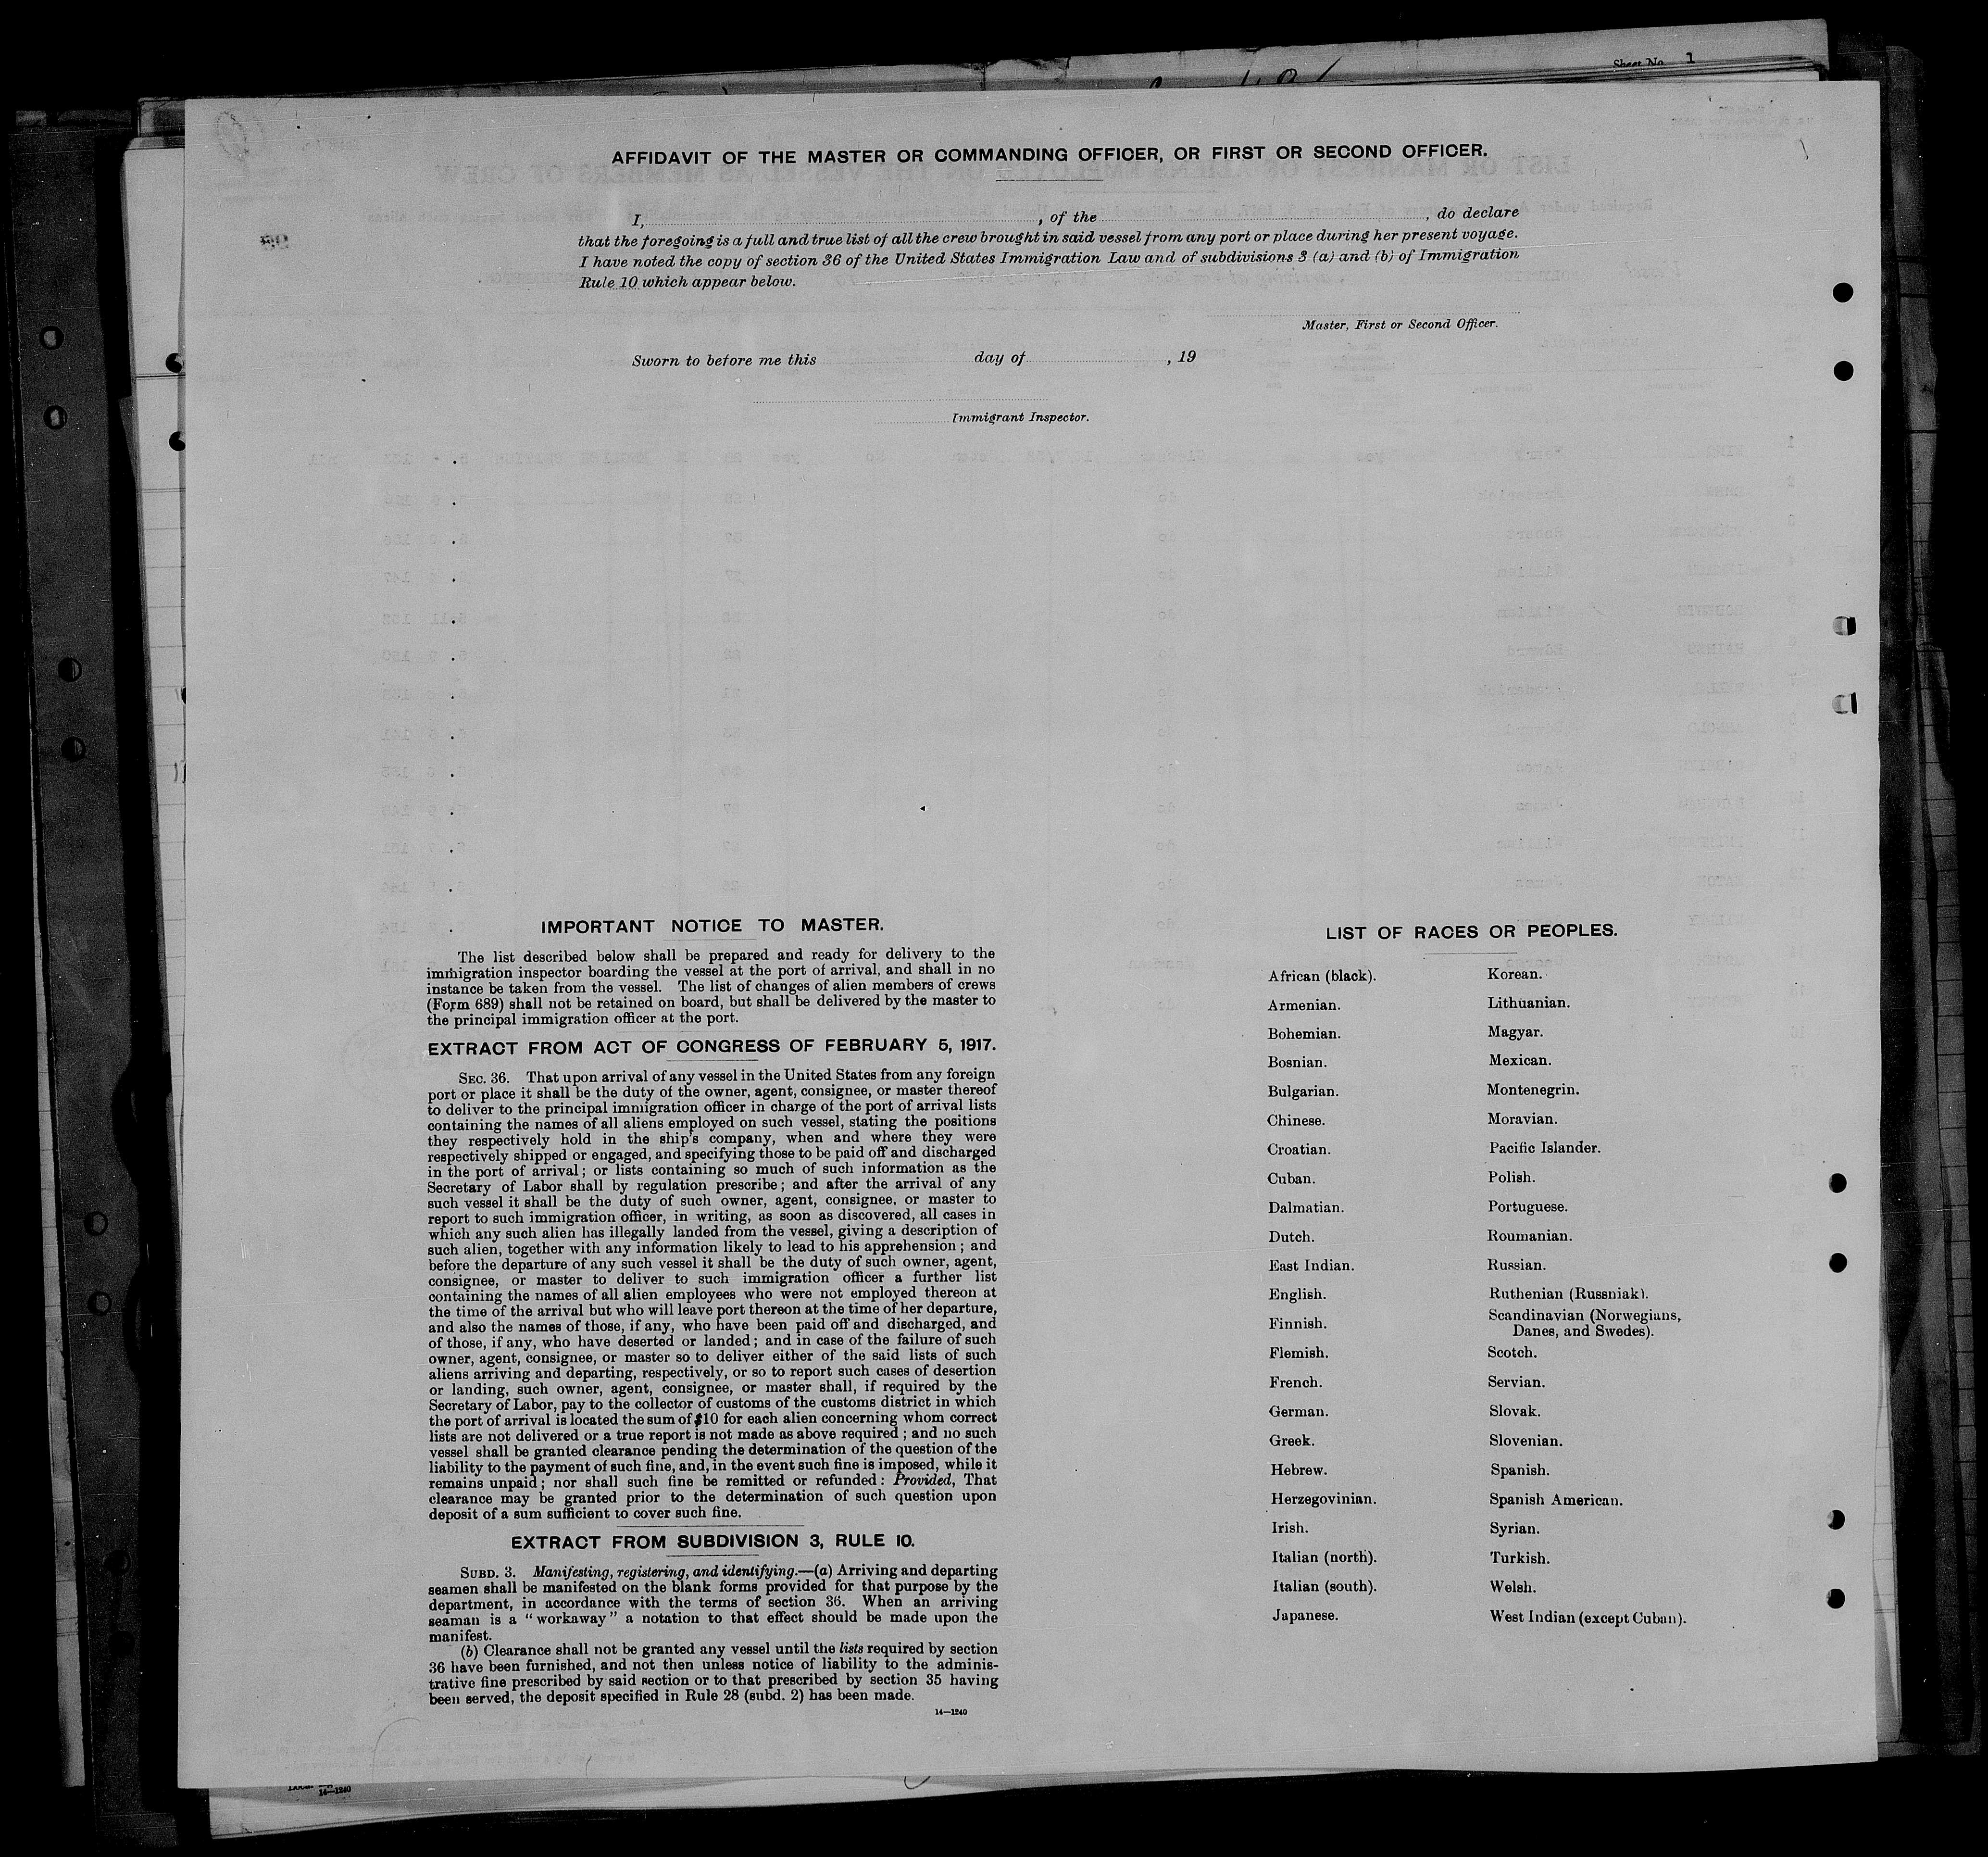 Sheet No. 1
AFFIDAVIT OF THE MASTER OR COMMANDING OFFICER, OR FIRST OR SECOND OFFICER.
I, , of the , do declare
that the foregoing is a full and true list of all the crew brought in said vessel from any port or place during her present voyage.
I have noted the copy of section 36 of the United States Immigration Law and of subdivisions 3 (a) and (b) of Immigration
Rule 10 which appear below.
Master, First or Second Officer.
Sworn to before me this day of , 19
Immigrant Inspector.
IMPORTANT NOTICE TO MASTER.
The list described below shall be prepared and ready for delivery to the
immigration inspector boarding the vessel at the port of arrival, and shall in no
instance be taken from the vessel. The list of changes of alien members of crews
(Form 689) shall not be retained on board, but shall be delivered by the master to
the principal immigration officer at the port.
EXTRACT FROM ACT OF CONGRESS OF FEBRUARY 5, 1917.
SEC. 36. That upon arrival of any vessel in the United States from any foreign
port or place it shall be the duty of the owner, agent, consignee, or master thereof
to deliver to the principal immigration officer in charge of the port of arrival lists
containing the names of all aliens employed on such vessel, stating the positions
they respectively hold in the ship's company, when and where they were
respectively shipped or engaged, and specifying those to be paid off and discharged
in the port of arrival; or lists containing so much of such information as the
Secretary of Labor shall by regulation prescribe; and after the arrival of any
such vessel it shall be the duty of such owner, agent, consignee, or master to
report to such immigration officer, in writing, as soon as discovered, all cases in
which any such alien has illegally landed from the vessel, giving a description of
such alien, together with any information likely to lead to his apprehension; and
before the departure of any such vessel it shall be the duty of such owner, agent,
consignee, or master to deliver to such immigration officer a further list
containing the names of all alien employees who were not employed thereon at
the time of the arrival but who will leave port thereon at the time of her departure,
and also the names of those, if any, who have been paid off and discharged, and
of those, if any, who have deserted or landed; and in case of the failure of such
owner, agent, consignee, or master so to deliver either of the said lists of such
aliens arriving and departing, respectively, or so to report such cases of desertion
or landing, such owner, agent, consignee, or master shall, if required by the
Secretary of Labor, pay to the collector of customs of the customs district in which
the port of arrival is located the sum of $10 for each alien concerning whom correct
lists are not delivered or a true report is not made as above required; and no such
vessel shall be granted clearance pending the determination of the question of the
liability to the payment of such fine, and, in the event such fine is imposed, while it
remains unpaid; nor shall such fine be remitted or refunded: Provided, That
clearance may be granted prior to the determination of such question upon
deposit of a sum sufficient to cover such fine.
EXTRACT FROM SUBDIVISION 3, RULE 10.
SUBD. 3. Manifesting, registering, and identifying.—(a) Arriving and departing
seamen shall be manifested on the blank forms provided for that purpose by the
department, in accordance with the terms of section 36. When an arriving
seaman is a "workaway" a notation to that effect should be made upon the
manifest.
(b) Clearance shall not be granted any vessel until the lists required by section
36 have been furnished, and not then unless notice of liability to the adminis-
trative fine prescribed by said section or to that prescribed by section 35 having
been served, the deposit specified in Rule 28 (subd. 2) has been made.
14—1240
LIST OF RACES OR PEOPLES.
African (black).
Armenian.
Bohemian.
Bosnian.
Bulgarian.
Chinese.
Croatian.
Cuban.
Dalmatian.
Dutch.
East Indian.
English.
Finnish.
Flemish.
French.
German.
Greek.
Hebrew.
Herzegovinian.
Irish.
Italian (north).
Italian (south).
Japanese.
Korean.
Lithuanian.
Magyar.
Mexican.
Montenegrin.
Moravian.
Pacific Islander.
Polish.
Portuguese.
Roumanian.
Russian.
Ruthenian (Russniak).
Scandinavian (Norwegians,
Danes, and Swedes).
Scotch.
Servian.
Slovak.
Slovenian.
Spanish.
Spanish American.
Syrian.
Turkish.
Welsh.
West Indian (except Cuban).
14—1240